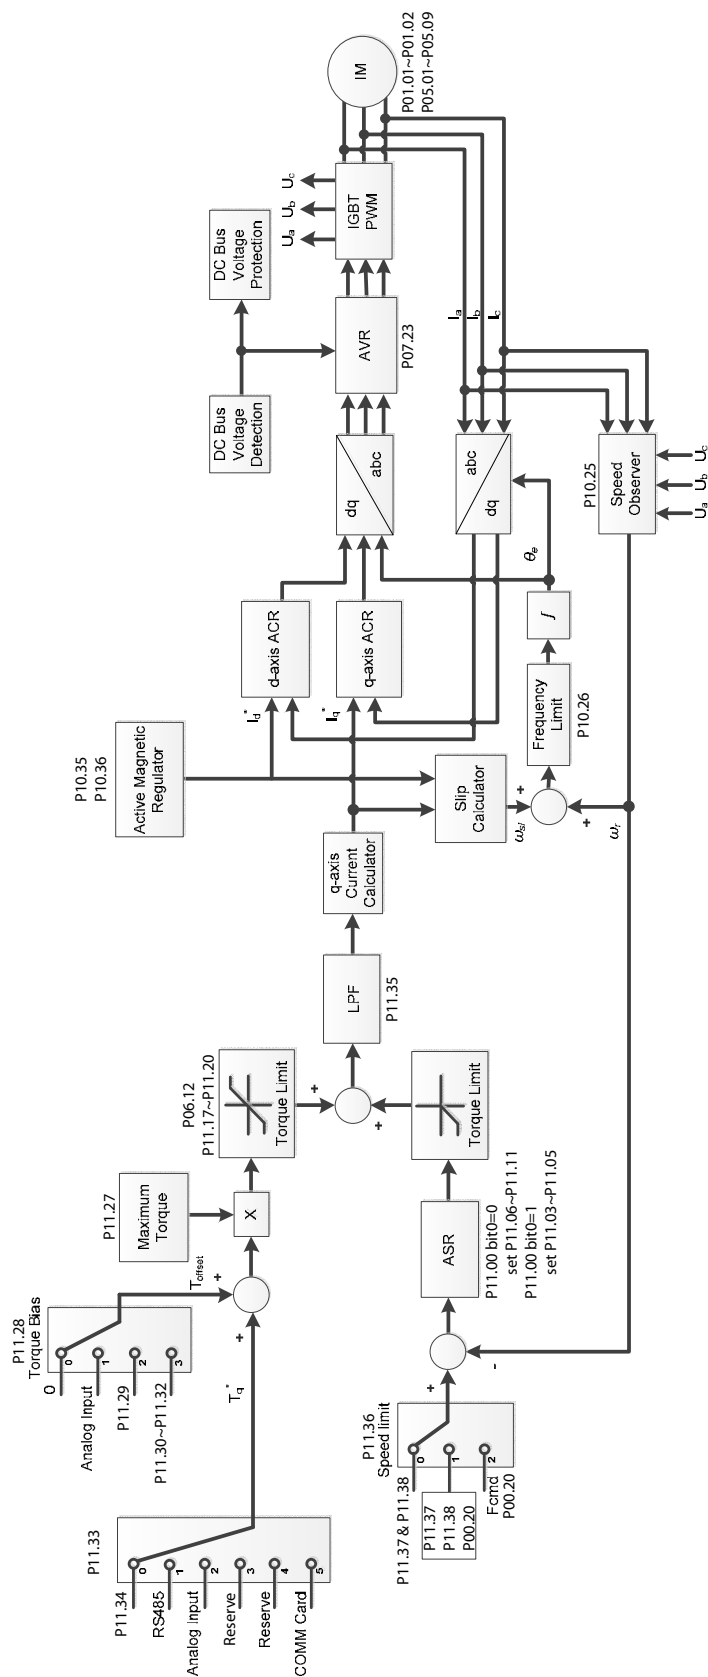 P11.33
P11.34
RS485
Analog Input
Reserve
Reserve
COMM Card
0
1
2
3
4
5
Tq*
+
P11.28
Torque Bias
0
Analog Input
P11.29
P11.30~P11.32
0
1
2
3
Toffset
+
P11.27
Maximum
Torque
X
P06.12
P11.17~P11.20
Torque Limit
+
+
P11.36
Speed limit
P11.37 & P11.38
P11.37
P11.38
P00.20
Fcmd
P00.20
0
1
2
+
-
ASR
P11.00 bit0=0
set P11.06~P11.11
P11.00 bit0=1
set P11.03~P11.05
Torque Limit
LPF
P11.35
q-axis
Current
Calculator
P10.35
P10.36
Active Magnetic
Regulator
Id*
Iq*
d-axis ACR
q-axis ACR
Slip
Calculator
ωsl
+
+
ωr
Frequency
Limit
P10.26
∫
θe
dq
abc
abc
dq
DC Bus
Voltage
Detection
DC Bus
Voltage
Protection
AVR
P07.23
IGBT
PWM
Ua
Ub
Uc
IM
P01.01~P01.02
P05.01~P05.09
Ia
Ib
Ic
P10.25
Speed
Observer
Ua
Ub
Uc